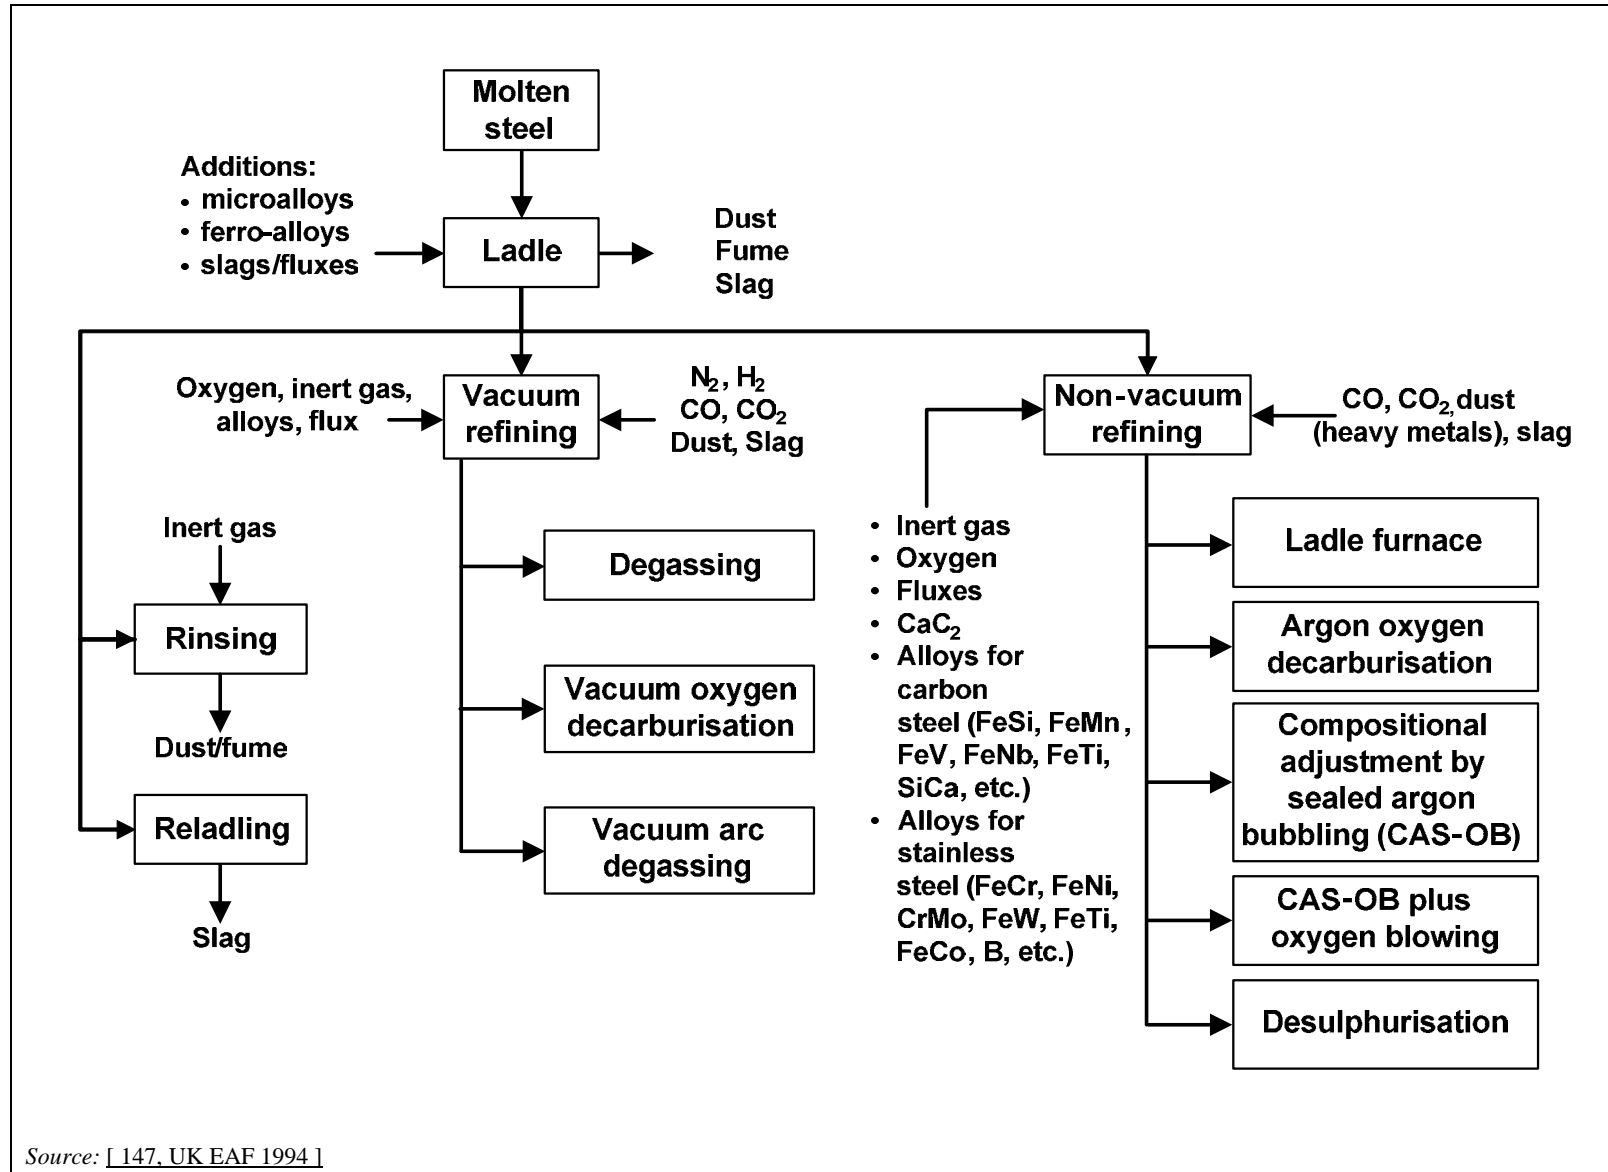 Molten
steel
Additions:
• microalloys
• ferro-alloys
• slags/fluxes
Ladle
Dust
Fume
Slag
Oxygen, inert gas,
alloys, flux
Vacuum
refining
N₂, H₂
CO, CO₂
Dust, Slag
Non-vacuum
refining
CO, CO₂, dust
(heavy metals), slag
Inert gas
Rinsing
Dust/fume
Reladling
Slag
Degassing
Vacuum oxygen
decarburisation
Vacuum arc
degassing
• Inert gas
• Oxygen
• Fluxes
• CaC₂
• Alloys for
carbon
steel (FeSi, FeMn,
FeV, FeNb, FeTi,
SiCa, etc.)
• Alloys for
stainless
steel (FeCr, FeNi,
CrMo, FeW, FeTi,
FeCo, B, etc.)
Ladle furnace
Argon oxygen
decarburisation
Compositional
adjustment by
sealed argon
bubbling (CAS-OB)
CAS-OB plus
oxygen blowing
Desulphurisation
Source: [ 147, UK EAF 1994 ]